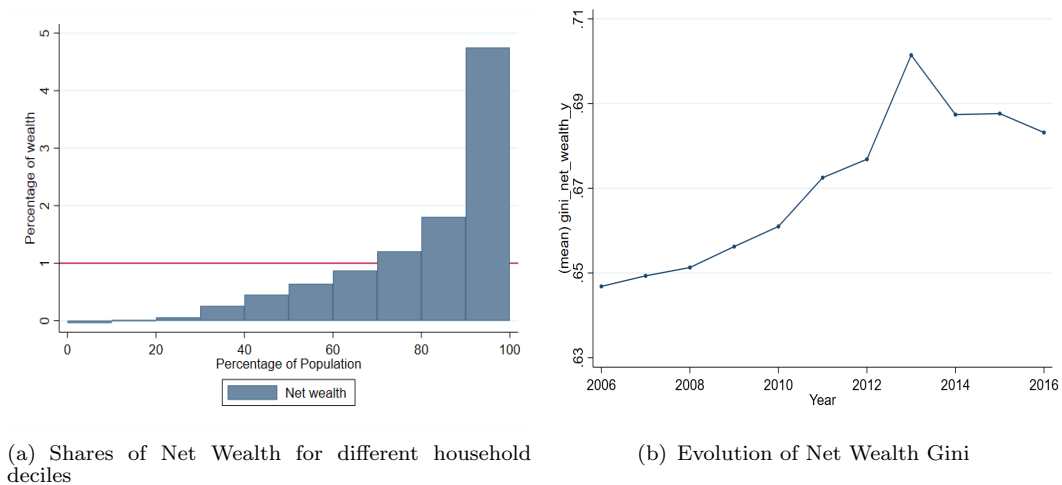 5
4
3
2
1
0
Percentage of wealth
0 20 40 60 80 100
Percentage of Population
Net wealth
(a) Shares of Net Wealth for different household
deciles
.71
.69
.67
.65
.63
(mean) gini_net_wealth_y
2006 2008 2010 2012 2014 2016
Year
(b) Evolution of Net Wealth Gini